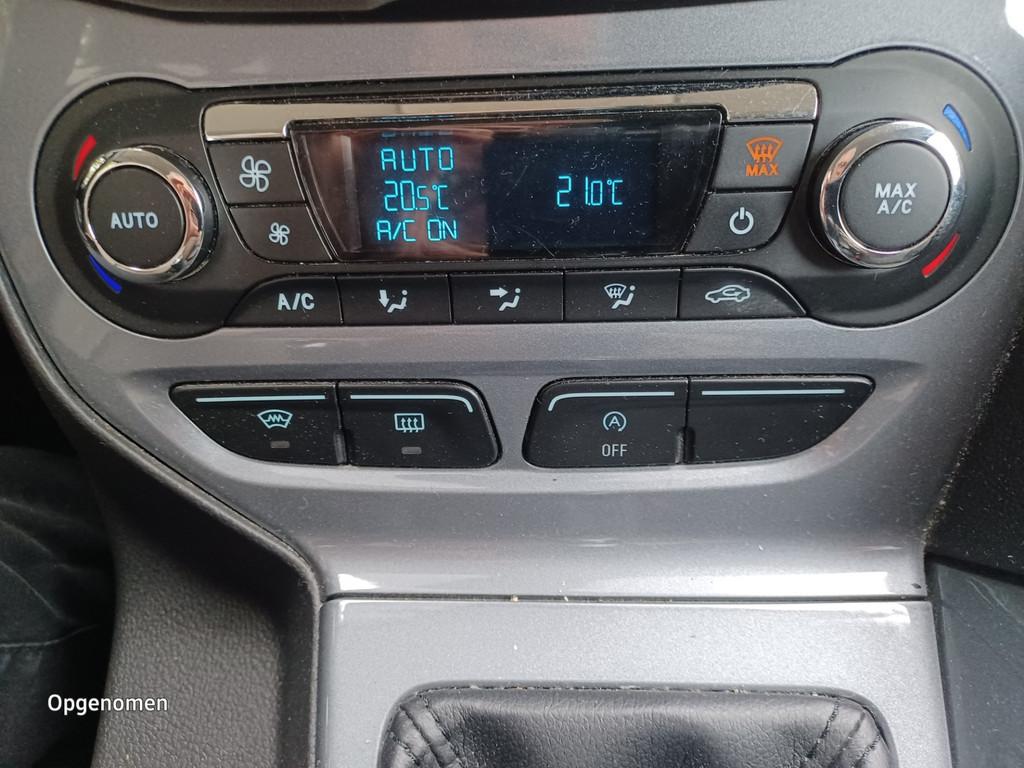 AUTO
20.5°C
A/C ON
21.0°C
MAX
AUTO
MAX
A/C
A/C
A
OFF
Opgenomen